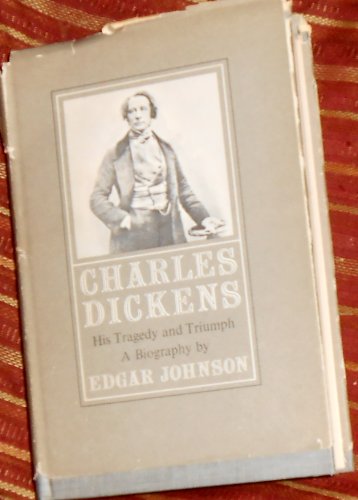 CHARLES
DICKENS
His Tragedy and Triumph
A Biography by
EDGAR JOHNSON